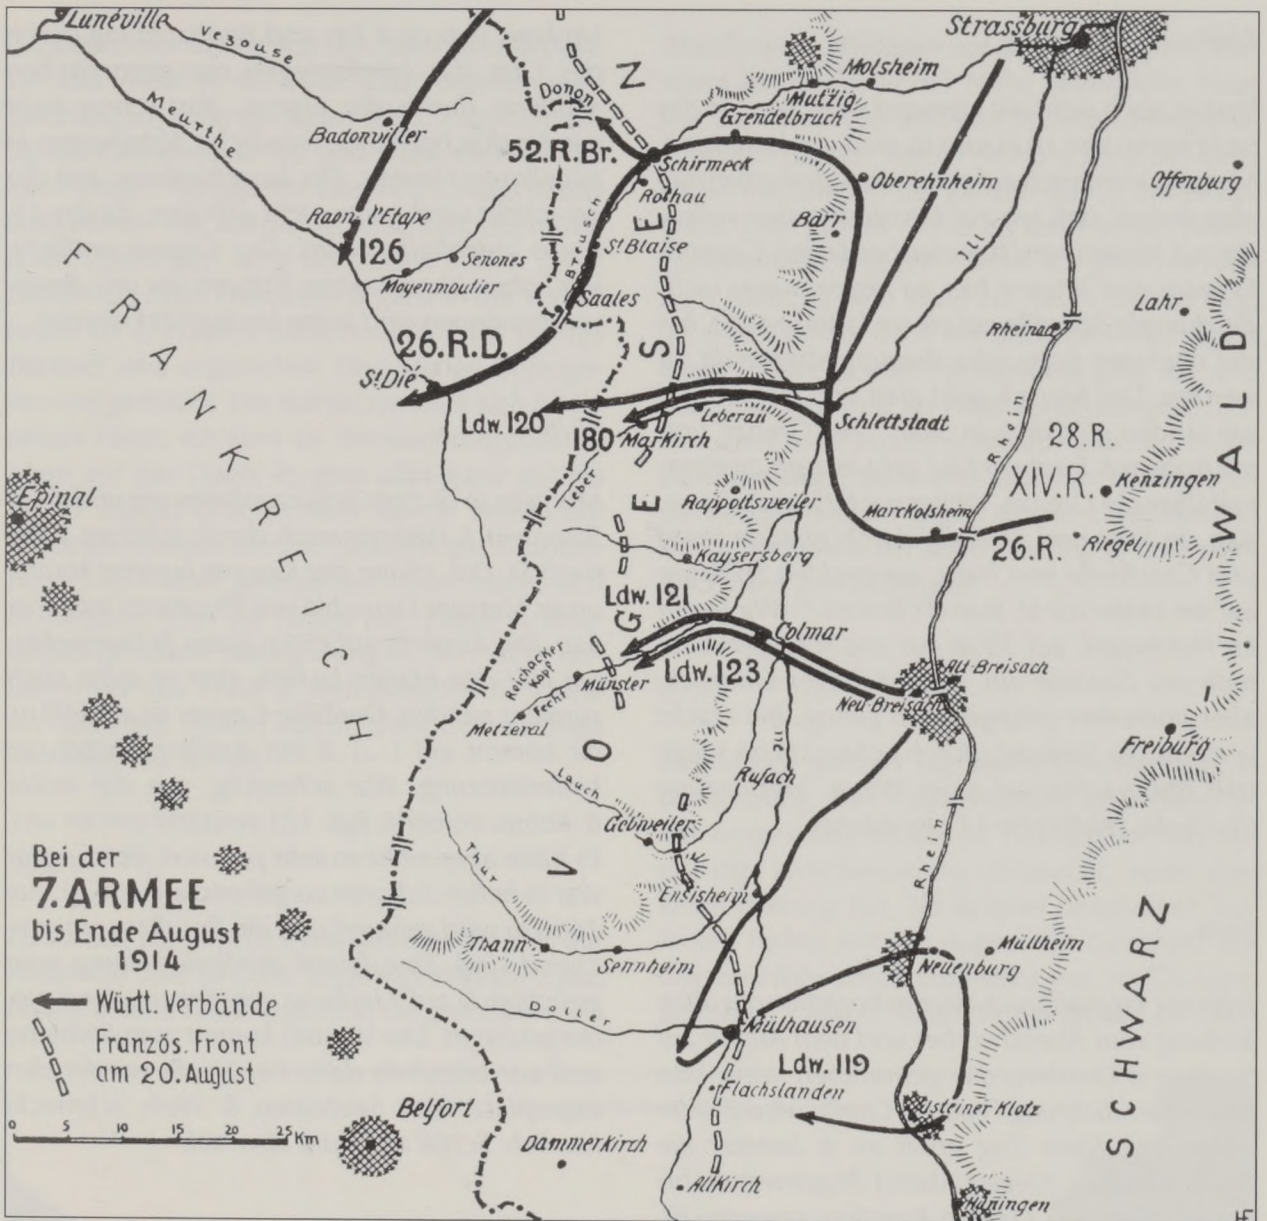 Lunéville
Vezouse
Meurthe
Badonviller
Raon l'Etape
126
Senones
Moyenmoutier
Donon
52.R.Br.
Schirmeck
Rothau
St Blaise
Breusch
Saales
26.R.D.
St. Dié
Grendelbruch
Mutzig
Molsheim
Strassburg
Oberehnheim
Barr
Ill
Offenburg
Lahr
Rheinau
Rhein
Ldw. 120
180
Markirch
Leberau
Leber
Schlettstadt
28.R.
XIV.R.
Kenzingen
Rappoltsweiler
Marckolsheim
26.R.
Riegel
Kaysersberg
Ldw. 121
Colmar
Ldw. 123
Reichacker
Kopf
Münster
Fecht
Metzeral
Alt-Breisach
Neu-Breisach
Freiburg
Lauch
Ill
Rufach
Gebweiler
Thur
Ensisheim
Thann
Sennheim
Rhein
Neuenburg
Müllheim
Doller
Mülhausen
Ldw. 119
Flachslanden
Isteiner Klotz
Dammerkirch
Altkirch
Hüningen
Epinal
Belfort
FRANKREICH
VOGESEN
SCHWARZWALD
Bei der
7. ARMEE
bis Ende August
1914
Württ. Verbände
Französ. Front
am 20. August
0 5 10 15 20 25 Km